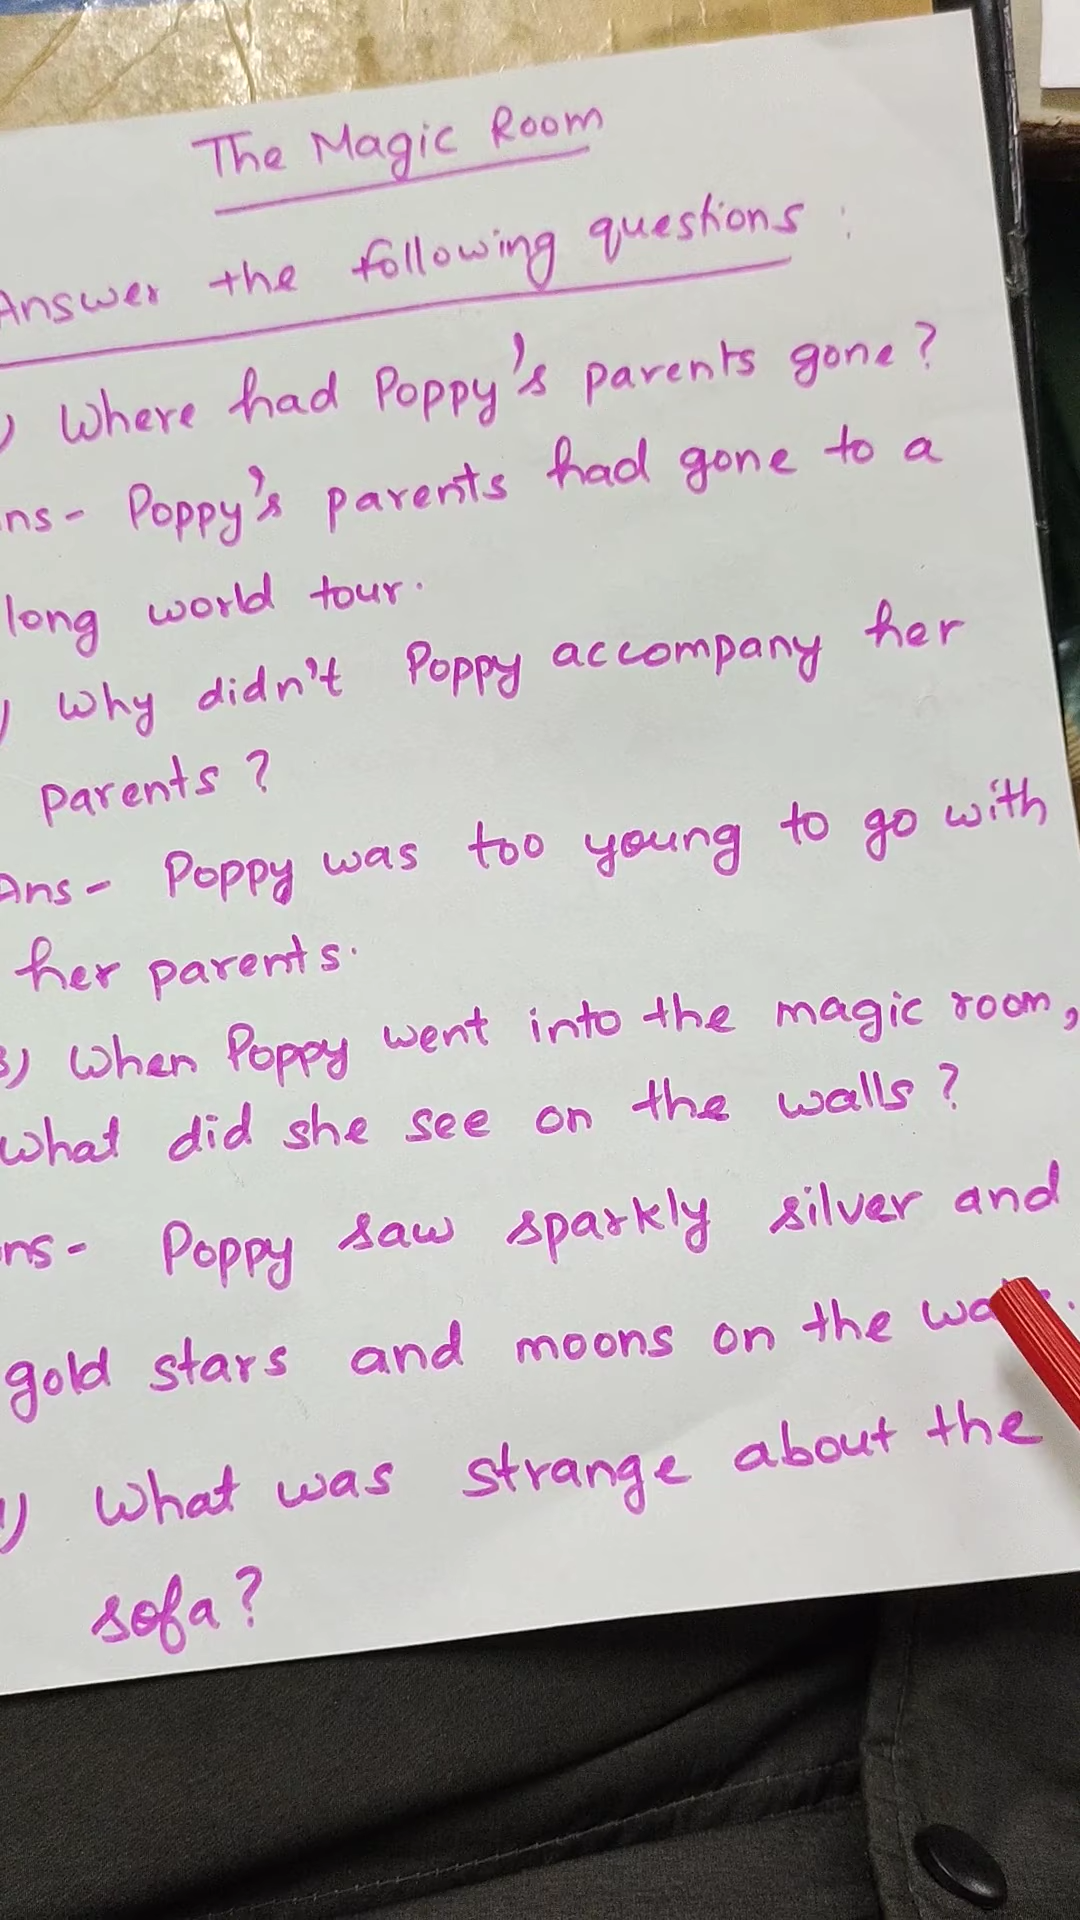 The Magic Room
Answer the following questions :
) Where had Poppy's parents gone?
ns- Poppy's parents had gone to a
long world tour.
) Why didn't Poppy accompany her
parents?
Ans- Poppy was too young to go with
her parents.
3) When Poppy went into the magic room,
what did she see on the walls?
ns- Poppy saw sparkly silver and
gold stars and moons on the
) What was strange about the
sofa?